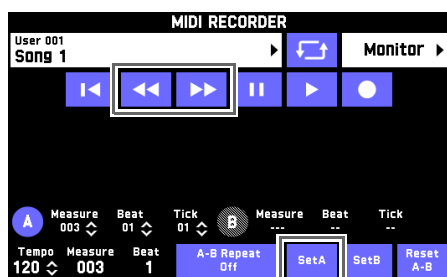 MIDI RECORDER
User 001
Song 1
Monitor
A Measure Beat Tick B Measure Beat Tick
003 01 01 --- -- --
Tempo Measure Beat A-B Repeat SetA SetB Reset
120 003 1 Off A-B